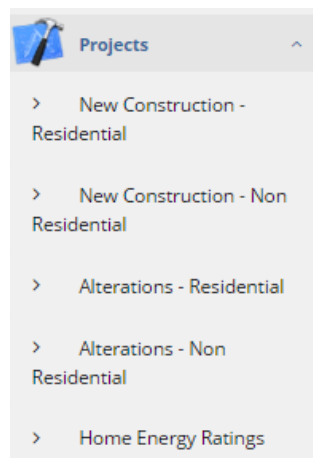 Projects
New Construction -
Residential
New Construction - Non
Residential
Alterations - Residential
Alterations - Non
Residential
Home Energy Ratings